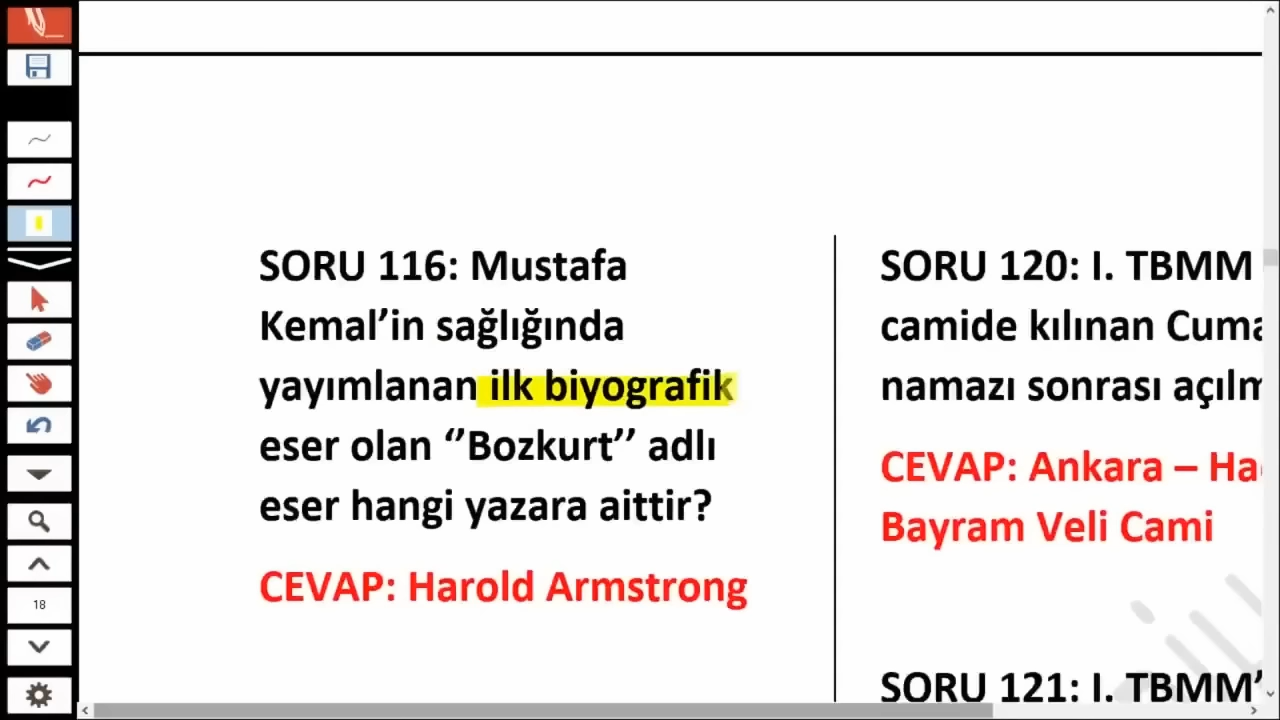 SORU 116: Mustafa
Kemal’in sağlığında
yayımlanan ilk biyografik
eser olan ‘’Bozkurt’’ adlı
eser hangi yazara aittir?
CEVAP: Harold Armstrong
SORU 120: I. TBMM
camide kılınan Cuma
namazı sonrası açılm
CEVAP: Ankara – Ha
Bayram Veli Cami
SORU 121: I. TBMM’
18